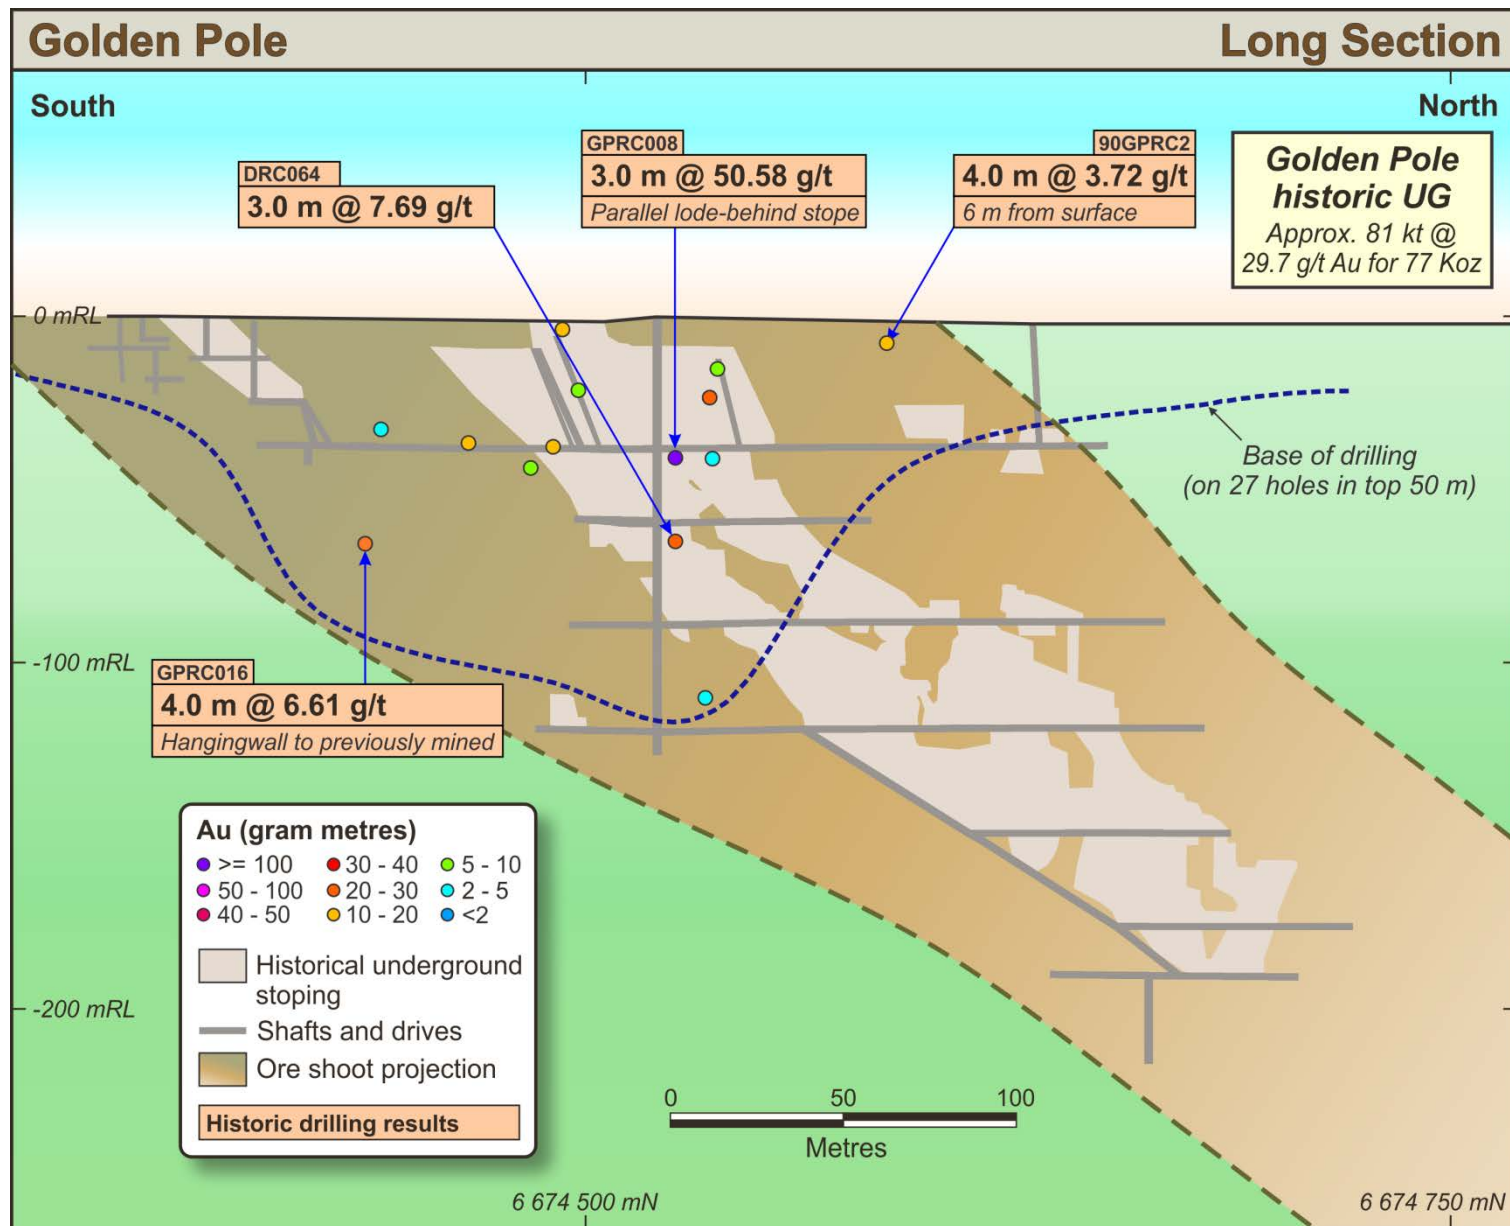 Golden Pole
Long Section
South
North
DRC064
3.0 m @ 7.69 g/t
GPRC008
3.0 m @ 50.58 g/t
Parallel lode-behind stope
90GPRC2
4.0 m @ 3.72 g/t
6 m from surface
Golden Pole
historic UG
Approx. 81 kt @
29.7 g/t Au for 77 Koz
0 mRL
Base of drilling
(on 27 holes in top 50 m)
-100 mRL
GPRC016
4.0 m @ 6.61 g/t
Hangingwall to previously mined
Au (gram metres)
>= 100
30 - 40
5 - 10
50 - 100
20 - 30
2 - 5
40 - 50
10 - 20
<2
Historical underground
stoping
Shafts and drives
Ore shoot projection
Historic drilling results
-200 mRL
0 50 100
Metres
6 674 500 mN
6 674 750 mN